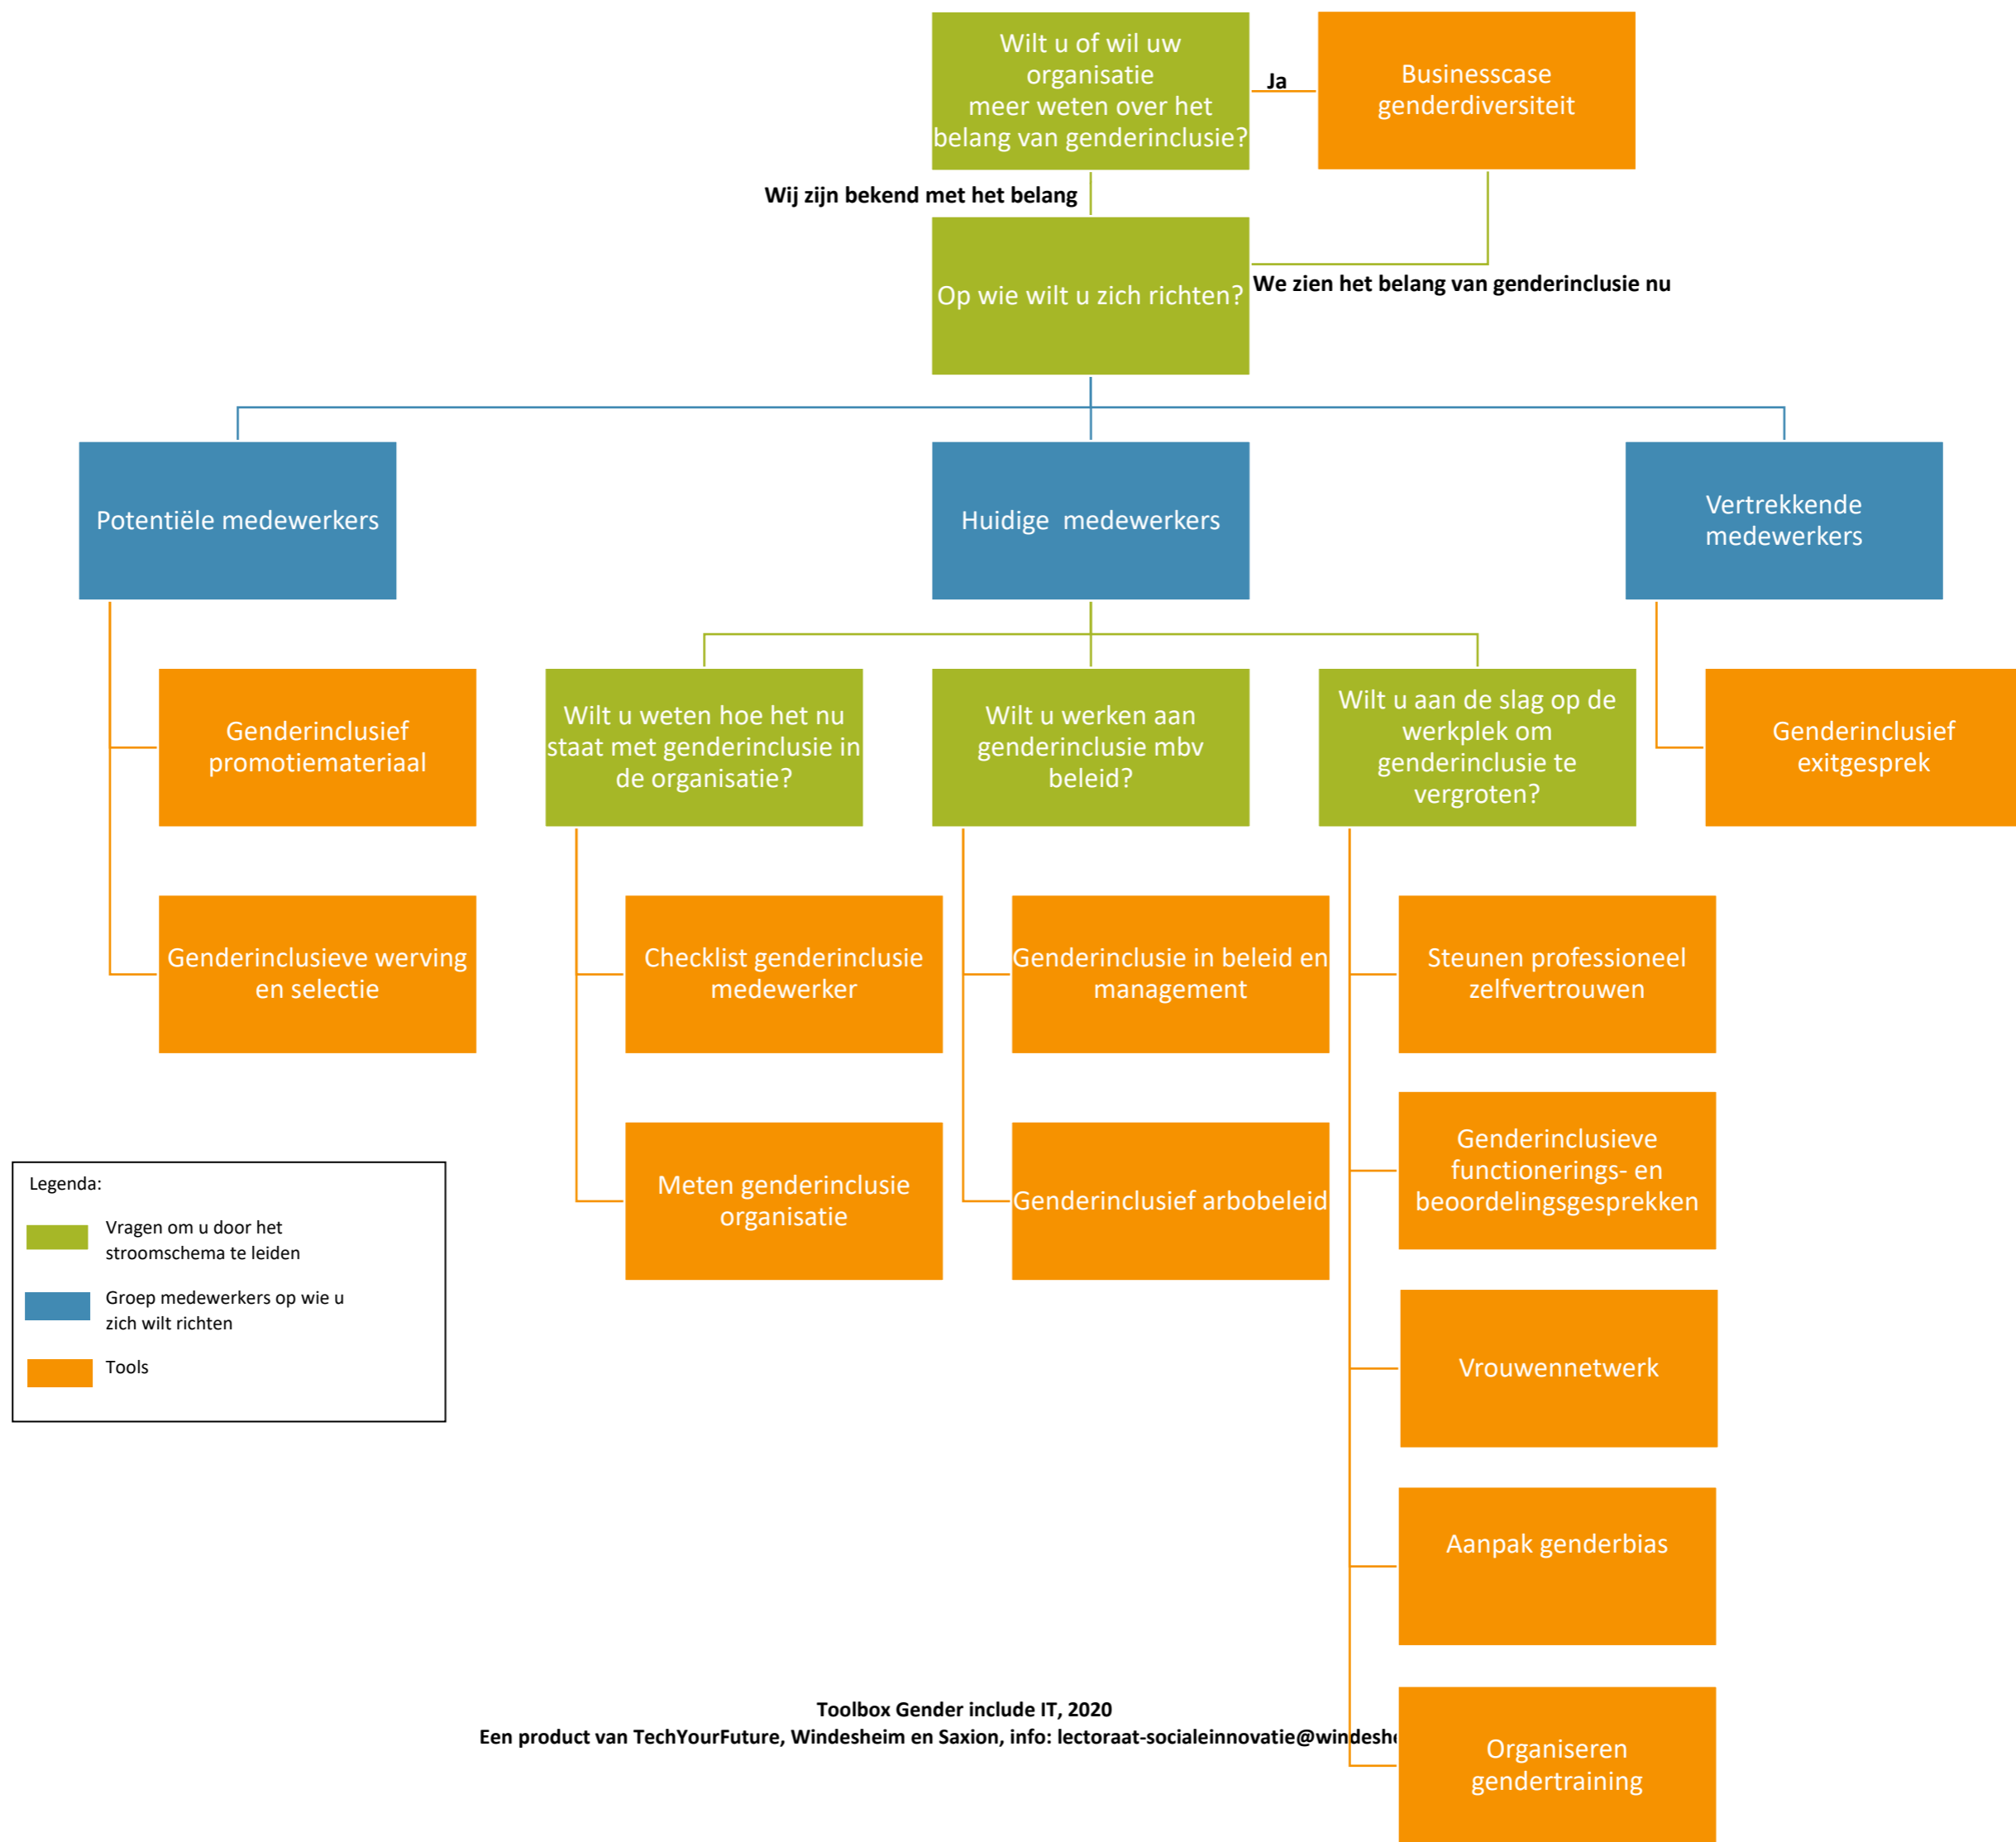 Wilt u of wil uw
organisatie
meer weten over het
belang van genderinclusie?
Ja
Businesscase
genderdiversiteit
Wij zijn bekend met het belang
Op wie wilt u zich richten?
We zien het belang van genderinclusie nu
Potentiële medewerkers
Huidige  medewerkers
Vertrekkende
medewerkers
Genderinclusief
promotiemateriaal
Genderinclusieve werving
en selectie
Wilt u weten hoe het nu
staat met genderinclusie in
de organisatie?
Checklist genderinclusie
medewerker
Meten genderinclusie
organisatie
Wilt u werken aan
genderinclusie mbv
beleid?
Genderinclusie in beleid en
management
Genderinclusief arbobeleid
Wilt u aan de slag op de
werkplek om
genderinclusie te
vergroten?
Steunen professioneel
zelfvertrouwen
Genderinclusieve
functionerings- en
beoordelingsgesprekken
Vrouwennetwerk
Aanpak genderbias
Organiseren
gendertraining
Genderinclusief
exitgesprek
Legenda:
Vragen om u door het
stroomschema te leiden
Groep medewerkers op wie u
zich wilt richten
Tools
Toolbox Gender include IT, 2020
Een product van TechYourFuture, Windesheim en Saxion, info: lectoraat-socialeinnovatie@windeshe